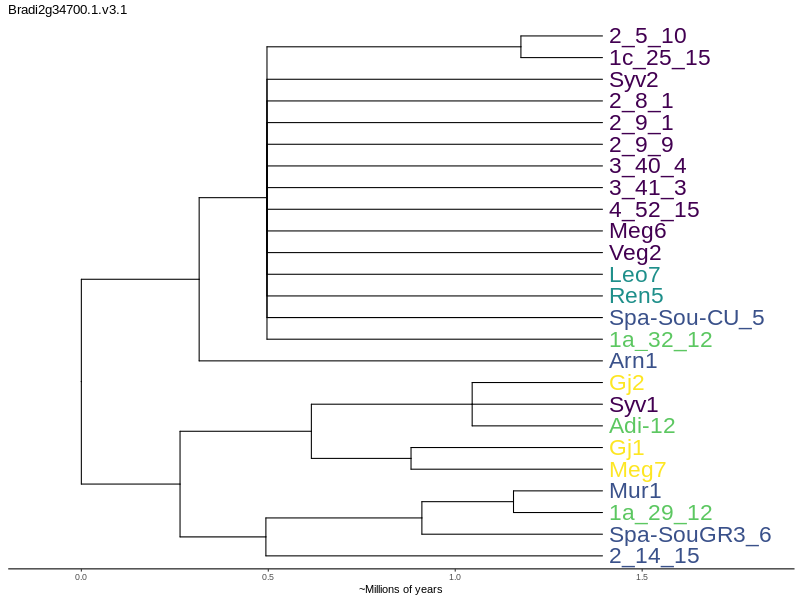 Bradi2g34700.1.v3.1
2_5_10
1c_25_15
Syv2
2_8_1
2_9_1
2_9_9
3_40_4
3_41_3
4_52_15
Meg6
Veg2
Leo7
Ren5
Spa-Sou-CU_5
1a_32_12
Arn1
Gj2
Syv1
Adi-12
Gj1
Meg7
Mur1
1a_29_12
Spa-SouGR3_6
2_14_15
0.0 0.5 1.0 1.5
~Millions of years